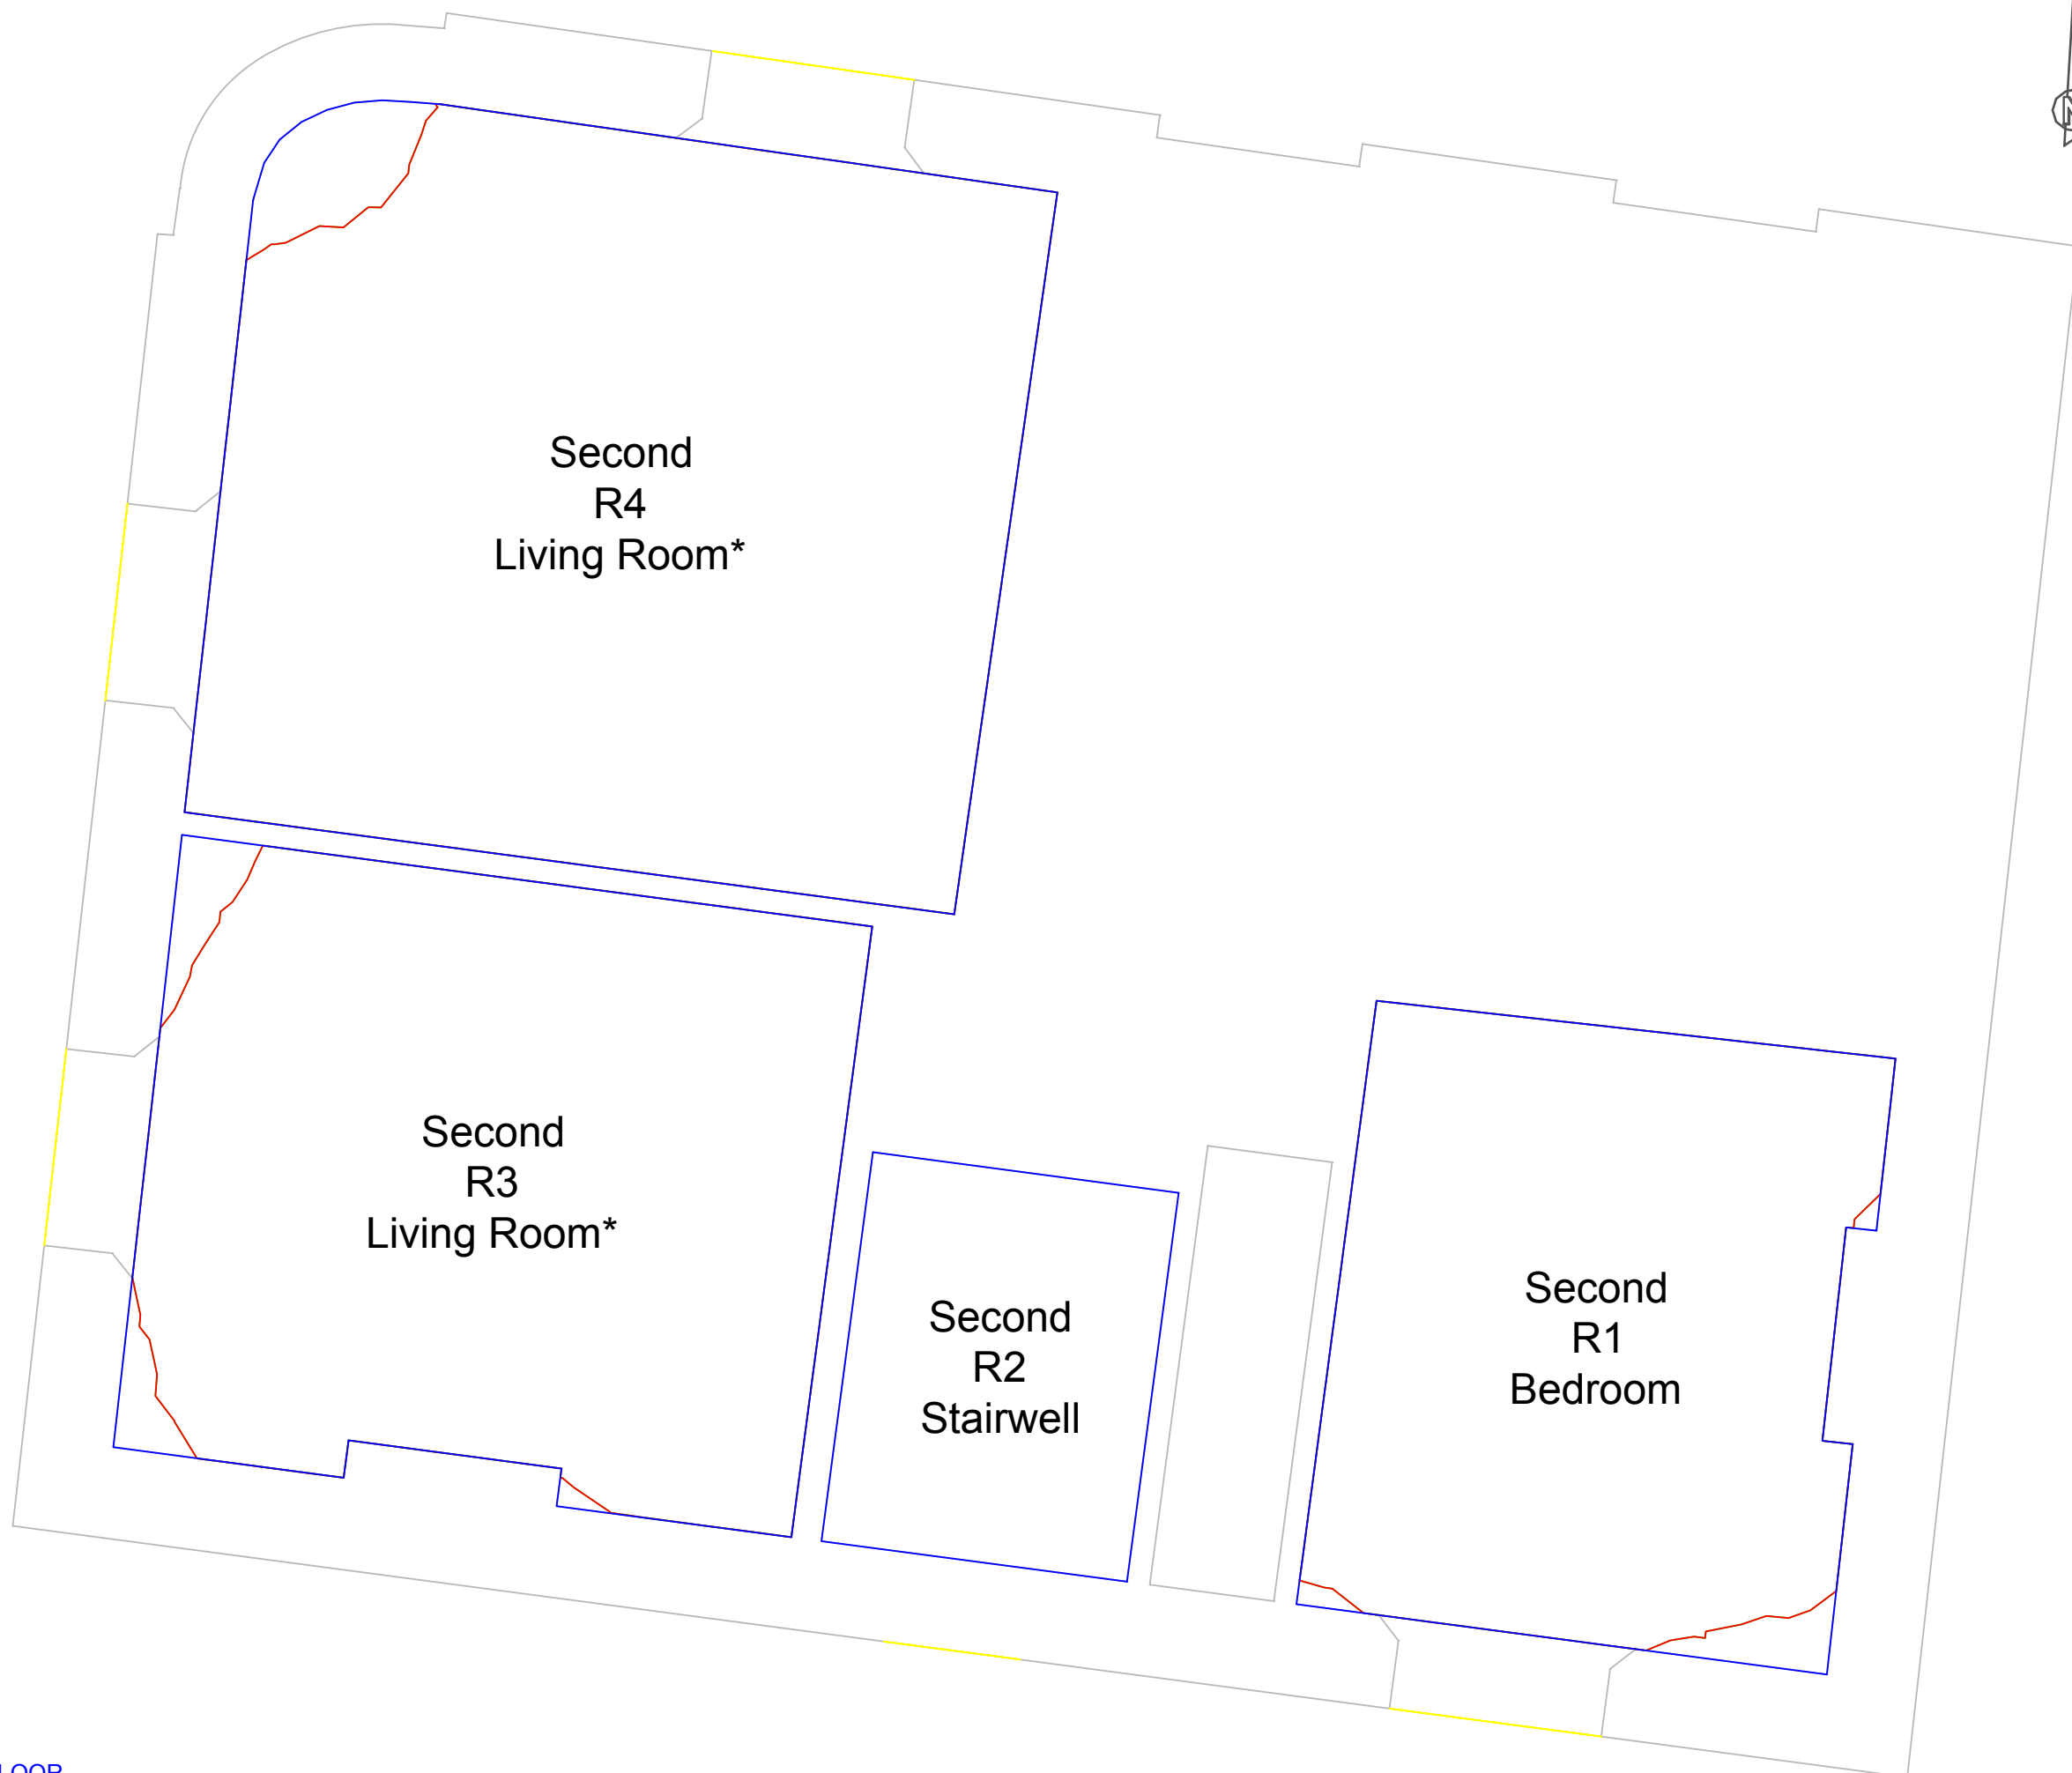 Second
R4
Living Room*
Second
R3
Living Room*
Second
R2
Stairwell
Second
R1
Bedroom